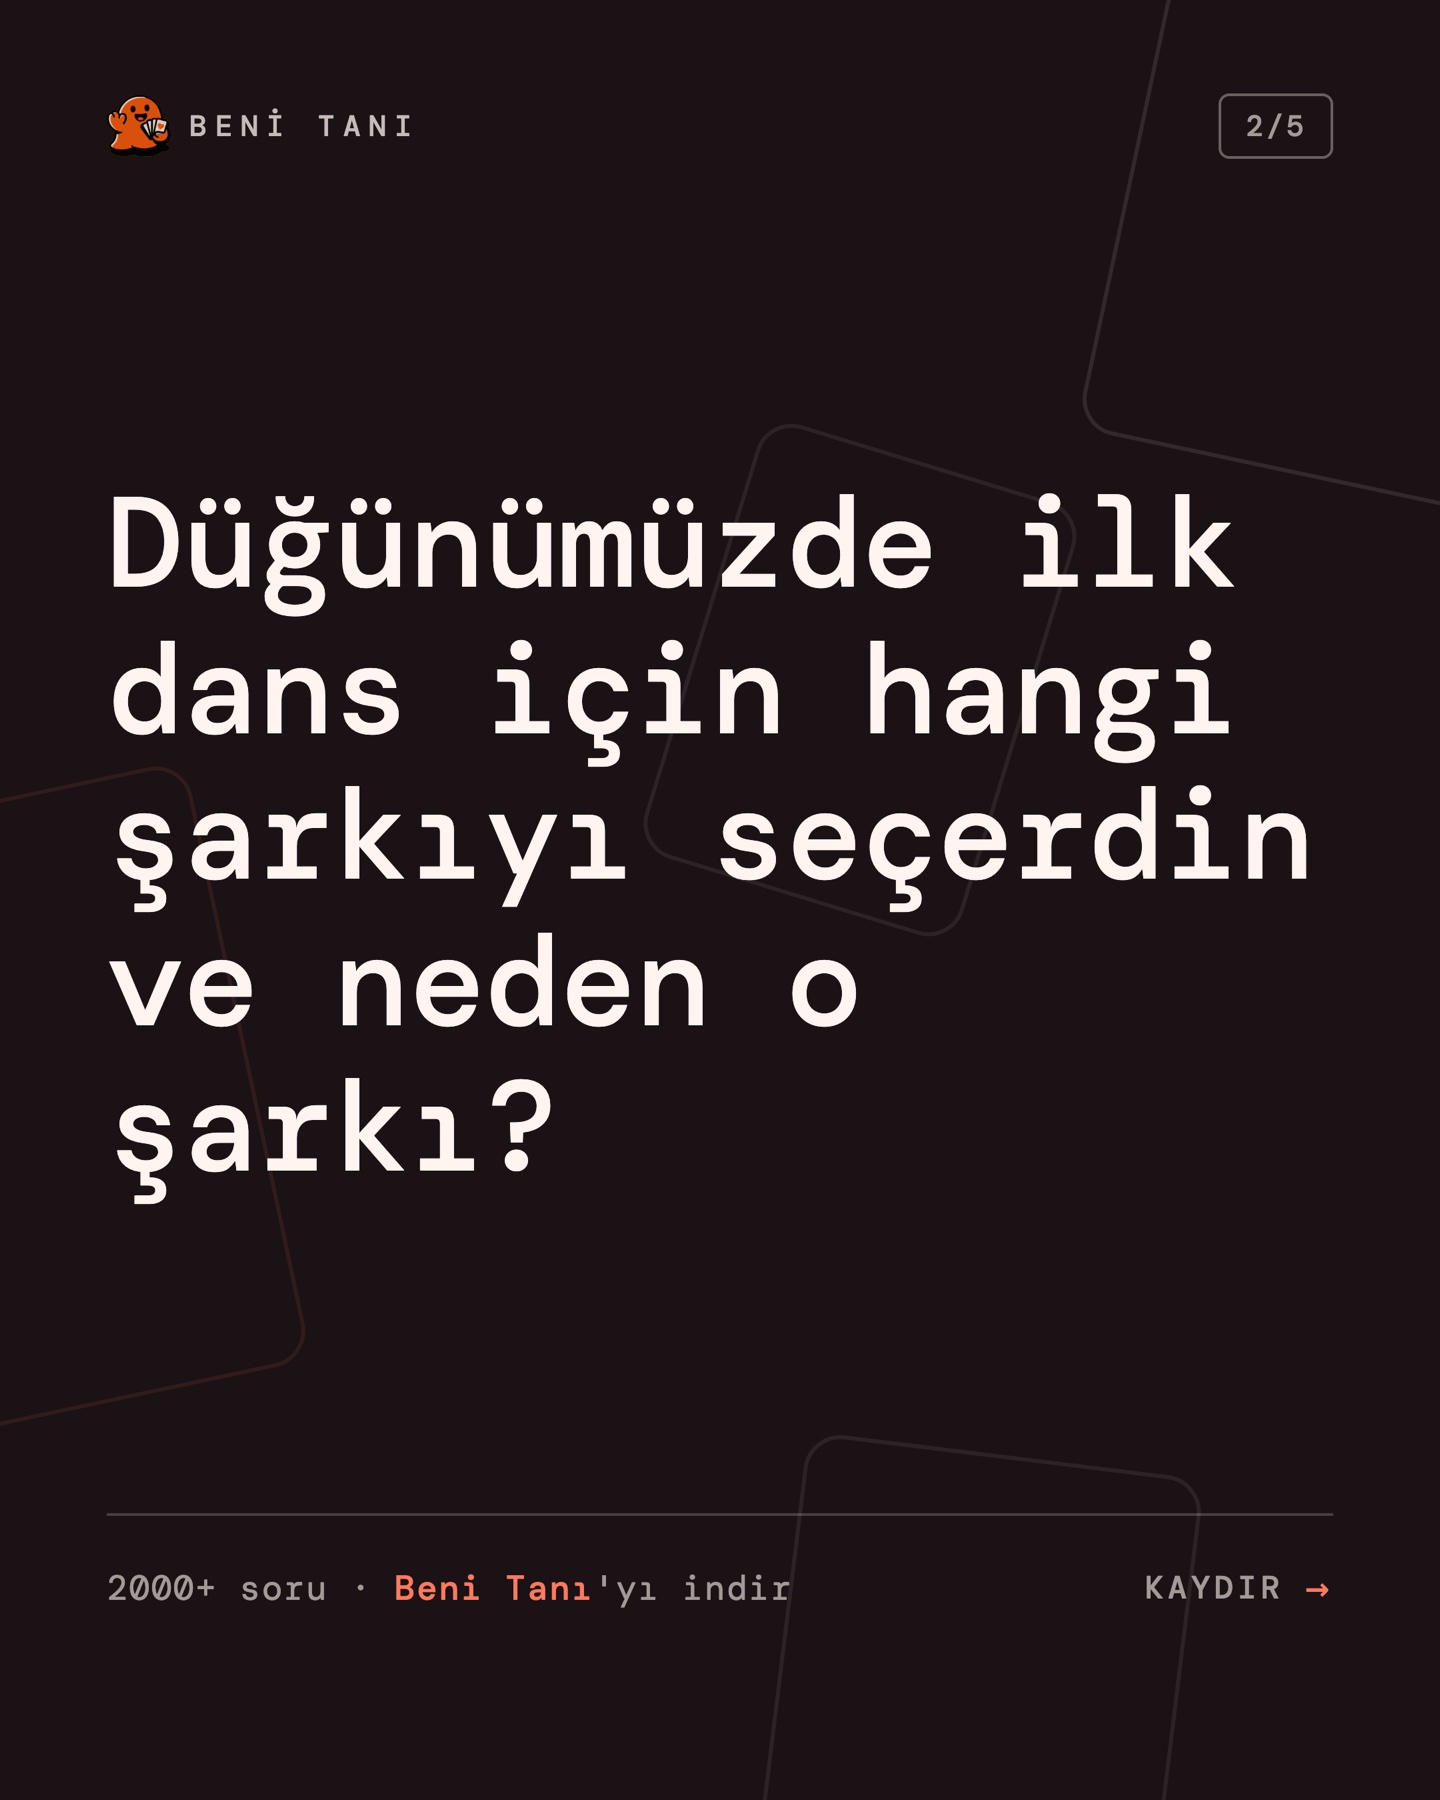 BENİ TANI
2/5
Düğünümüzde ilk
dans için hangi
şarkıyı seçerdin
ve neden o
şarkı?
2000+ soru · Beni Tanı'yı indir
KAYDIR →